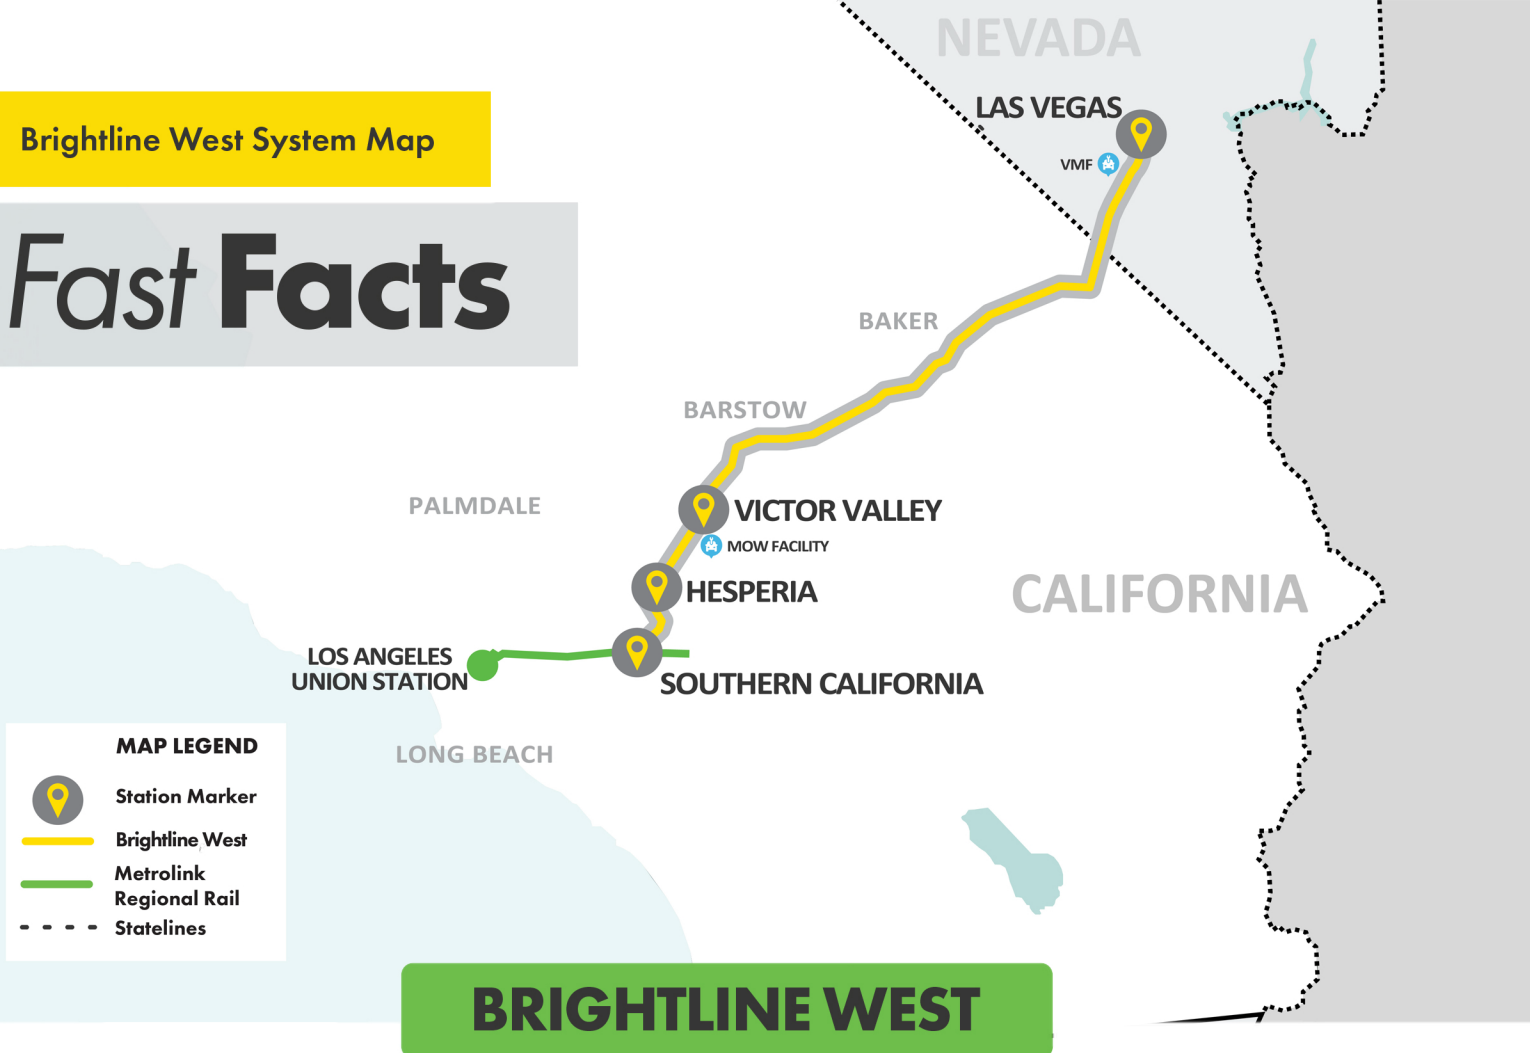 NEVADA
LAS VEGAS
Brightline West System Map
VMF
Fast Facts
BAKER
BARSTOW
PALMDALE
VICTOR VALLEY
MOW FACILITY
HESPERIA
CALIFORNIA
LOS ANGELES
UNION STATION
SOUTHERN CALIFORNIA
LONG BEACH
MAP LEGEND
Station Marker
Brightline West
Metrolink
Regional Rail
Statelines
BRIGHTLINE WEST